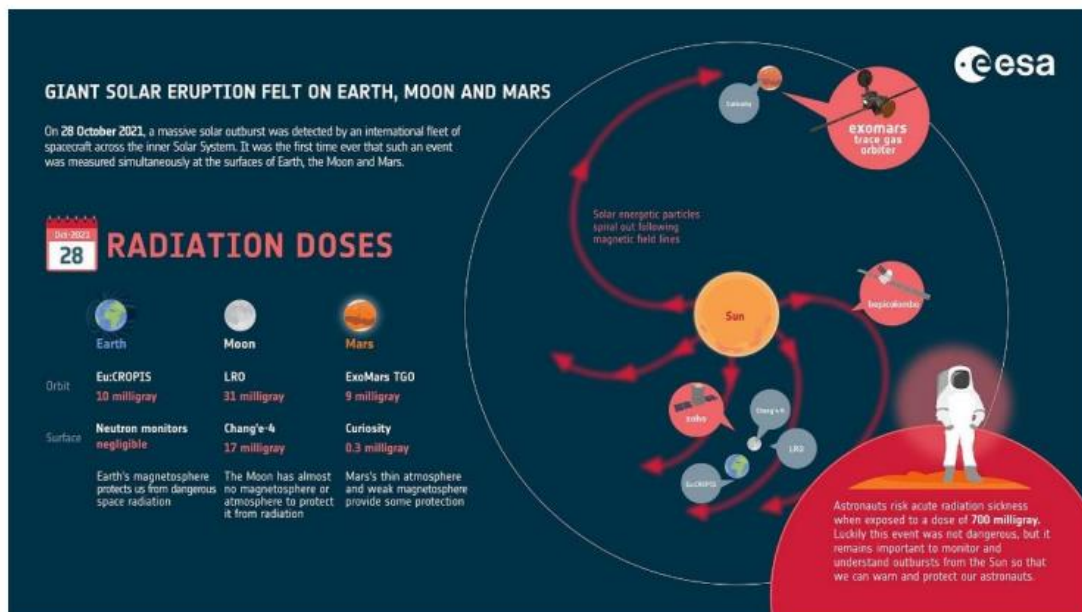 esa
GIANT SOLAR ERUPTION FELT ON EARTH, MOON AND MARS
On 28 October 2021, a massive solar outburst was detected by an international fleet of
spacecraft across the inner Solar System. It was the first time ever that such an event
was measured simultaneously at the surfaces of Earth, the Moon and Mars.
Oct-2021
28
RADIATION DOSES
Earth
Moon
Mars
Orbit
Eu:CROPIS
10 milligray
LRO
31 milligray
ExoMars TGO
9 milligray
Surface
Neutron monitors
negligible
Chang'e-4
17 milligray
Curiosity
0.3 milligray
Earth's magnetosphere
protects us from dangerous
space radiation
The Moon has almost
no magnetosphere or
atmosphere to protect
it from radiation
Mars's thin atmosphere
and weak magnetosphere
provide some protection
Curiosity
exomars
trace gas
orbiter
Solar energetic particles
spiral out following
magnetic field lines
Sun
bepicolombo
soho
Chang'e-4
LRO
Eu:CROPIS
Astronauts risk acute radiation sickness
when exposed to a dose of 700 milligray.
Luckily this event was not dangerous, but it
remains important to monitor and
understand outbursts from the Sun so that
we can warn and protect our astronauts.